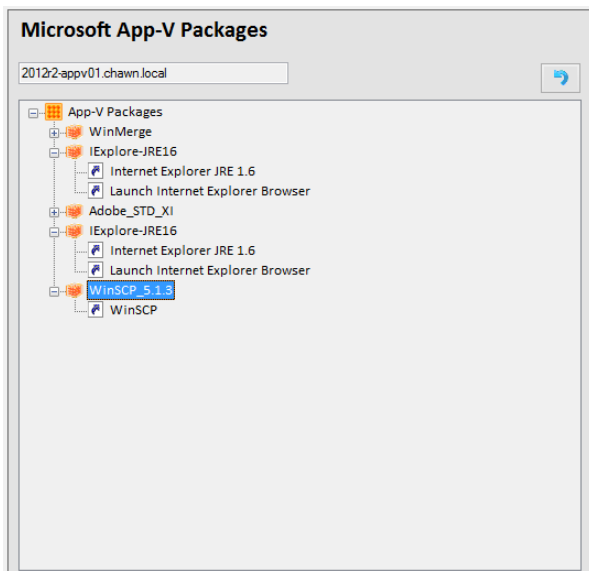 Microsoft App-V Packages
2012r2-appv01.chawn.local
App-V Packages
WinMerge
IExplore-JRE16
Internet Explorer JRE 1.6
Launch Internet Explorer Browser
Adobe_STD_XI
IExplore-JRE16
Internet Explorer JRE 1.6
Launch Internet Explorer Browser
WinSCP_5.1.3
WinSCP